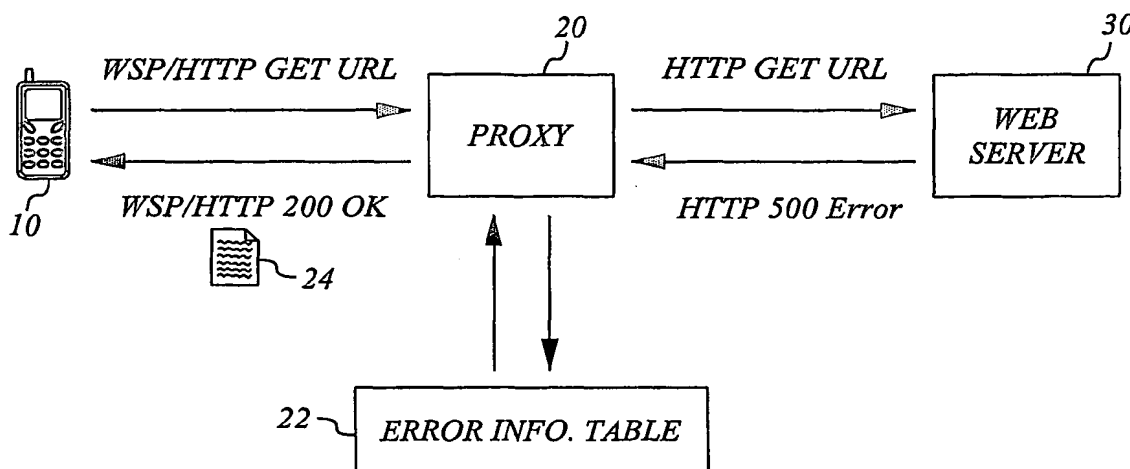 20
30
WSP/HTTP GET URL
HTTP GET URL
PROXY
WEB
SERVER
10
WSP/HTTP 200 OK
HTTP 500 Error
24
22
ERROR INFO. TABLE